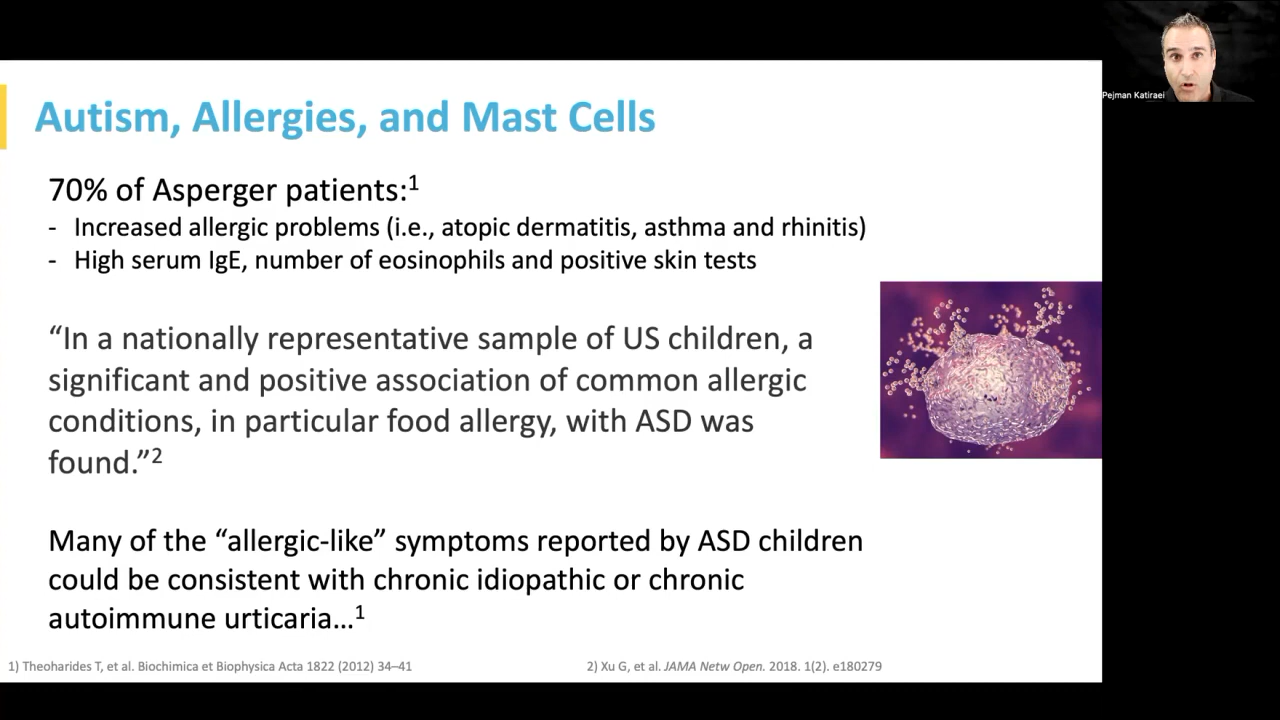 Pejman Katiraei
Autism, Allergies, and Mast Cells
70% of Asperger patients:1
- Increased allergic problems (i.e., atopic dermatitis, asthma and rhinitis)
- High serum IgE, number of eosinophils and positive skin tests
“In a nationally representative sample of US children, a
significant and positive association of common allergic
conditions, in particular food allergy, with ASD was
found.”2
Many of the “allergic-like” symptoms reported by ASD children
could be consistent with chronic idiopathic or chronic
autoimmune urticaria…1
1) Theoharides T, et al. Biochimica et Biophysica Acta 1822 (2012) 34–41
2) Xu G, et al. JAMA Netw Open. 2018. 1(2). e180279